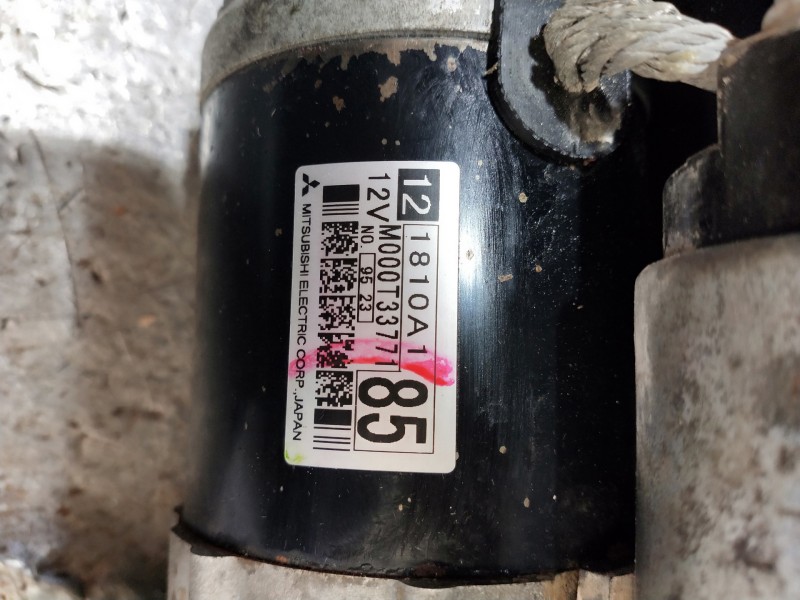 12 1810A1 85
12V M000T33771
NO. 95 23
MITSUBISHI ELECTRIC CORP., JAPAN